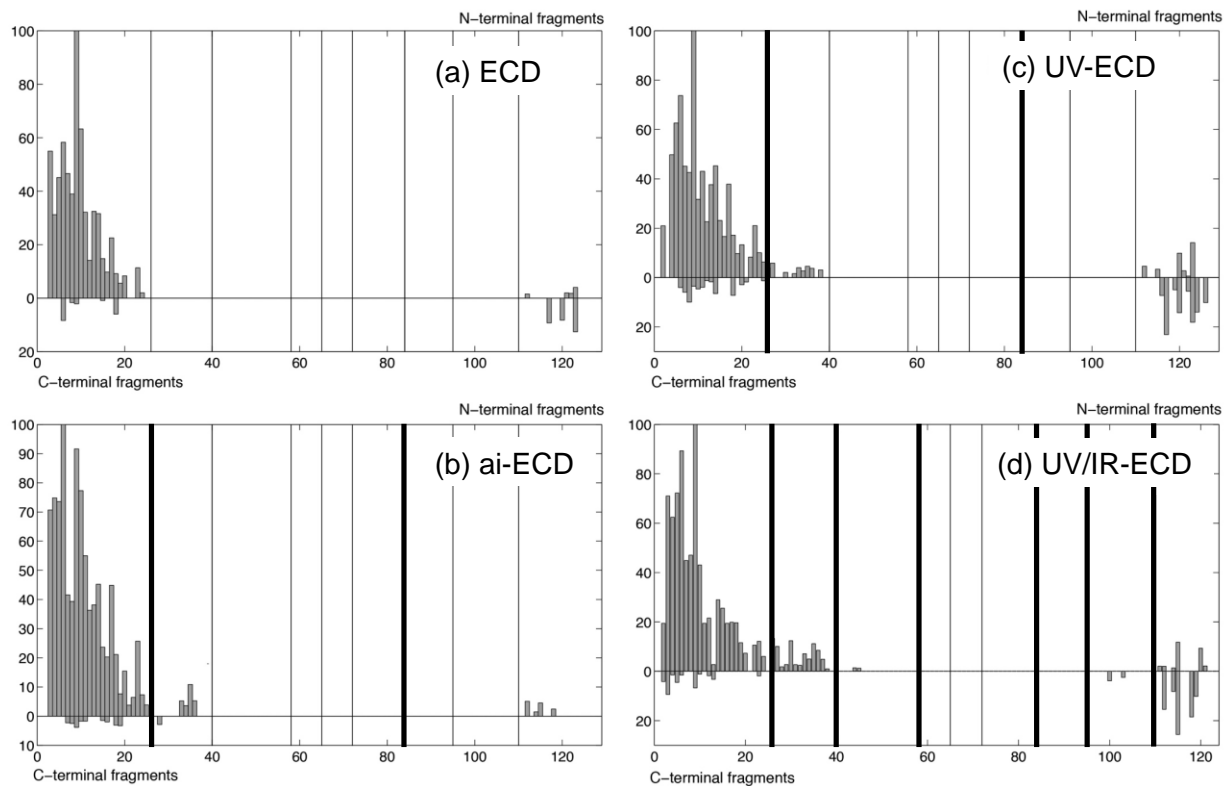 N−terminal fragments
(a) ECD
100
80
60
40
20
0
20
0 20 40 60 80 100 120
C−terminal fragments
N−terminal fragments
(c) UV-ECD
100
80
60
40
20
0
20
0 20 40 60 80 100 120
C−terminal fragments
N−terminal fragments
(b) ai-ECD
100
90
80
70
60
50
40
30
20
10
0
10
0 20 40 60 80 100 120
C−terminal fragments
N−terminal fragments
(d) UV/IR-ECD
100
80
60
40
20
0
20
0 20 40 60 80 100 120
C−terminal fragments